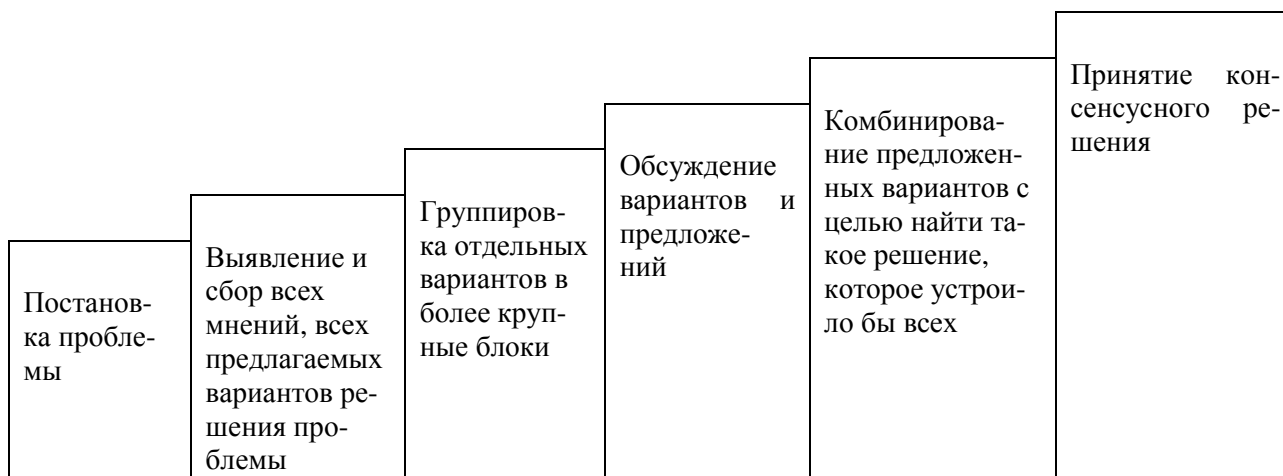 Постанов-
ка пробле-
мы
Выявление и
сбор всех
мнений, всех
предлагаемых
вариантов ре-
шения про-
блемы
Группиров-
ка отдельных
вариантов в
более круп-
ные блоки
Обсуждение
вариантов и
предложе-
ний
Комбинирова-
ние предложен-
ных вариантов с
целью найти та-
кое решение,
которое устрои-
ло бы всех
Принятие кон-
сенсусного ре-
шения